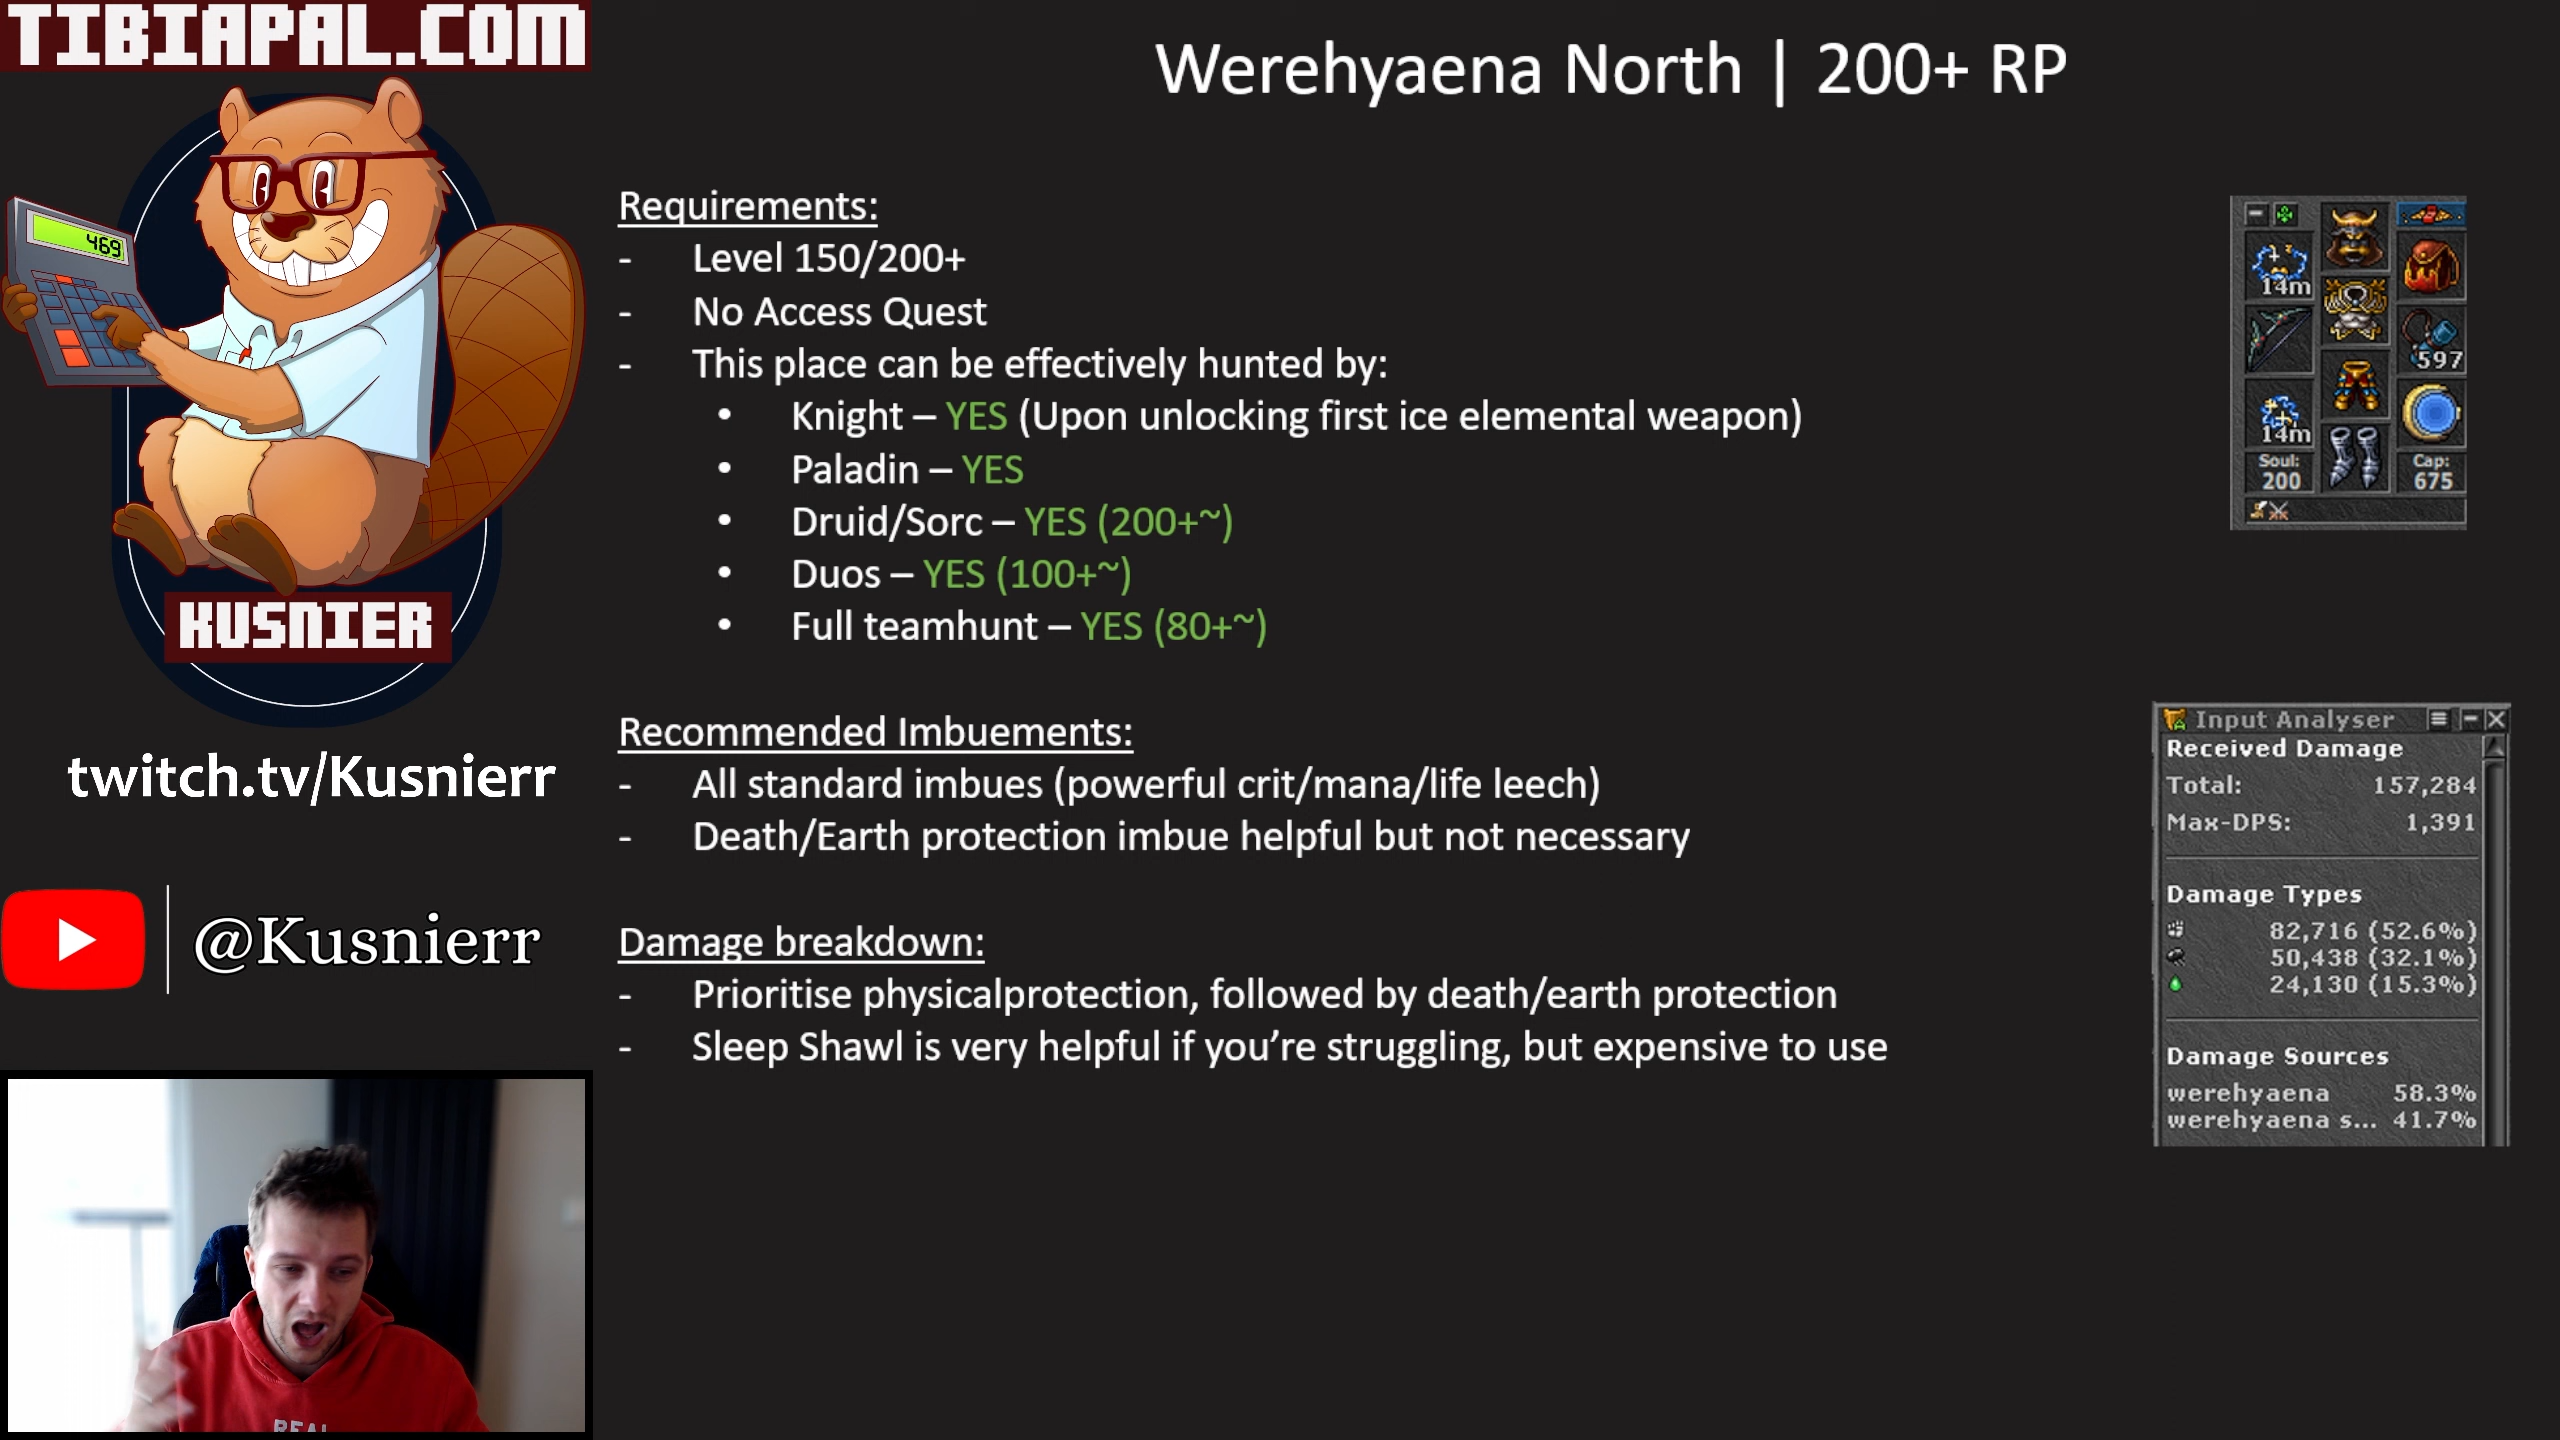 TIBIAPAL.COM
469
KUSNIER
twitch.tv/Kusnierr
@Kusnierr
Werehyaena North | 200+ RP
Requirements:
- Level 150/200+
- No Access Quest
- This place can be effectively hunted by:
• Knight – YES (Upon unlocking first ice elemental weapon)
• Paladin – YES
• Druid/Sorc – YES (200+~)
• Duos – YES (100+~)
• Full teamhunt – YES (80+~)
Recommended Imbuements:
- All standard imbues (powerful crit/mana/life leech)
- Death/Earth protection imbue helpful but not necessary
Damage breakdown:
- Prioritise physicalprotection, followed by death/earth protection
- Sleep Shawl is very helpful if you're struggling, but expensive to use
14m
597
14m
Soul:
200
Cap:
675
Input Analyser
Received Damage
Total: 157,284
Max-DPS: 1,391
Damage Types
82,716 (52.6%)
50,438 (32.1%)
24,130 (15.3%)
Damage Sources
werehyaena 58.3%
werehyaena s... 41.7%
REAL